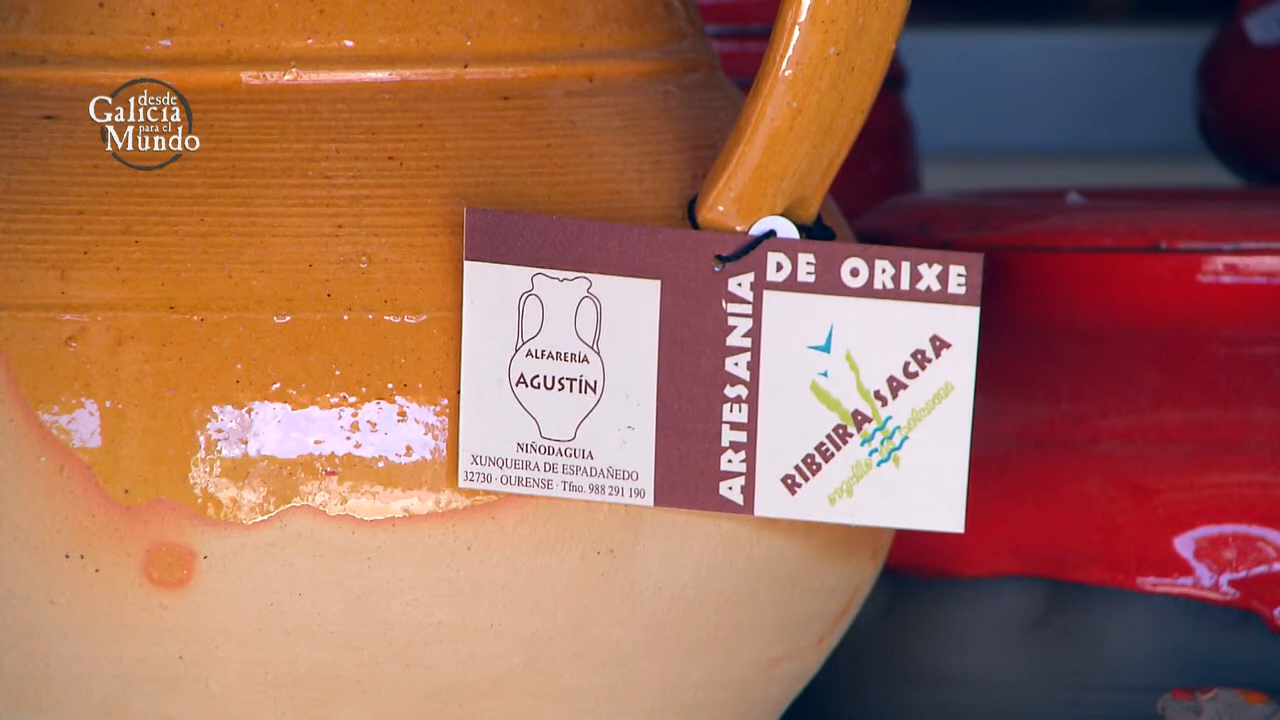 desde
Galicia
para el
Mundo
DE ORIXE
ARTESANÍA
ALFARERÍA
AGUSTÍN
NIÑODAGUIA
XUNQUEIRA DE ESPADAÑEDO
32730 · OURENSE · Tfno. 988 291 190
RIBEIRA SACRA